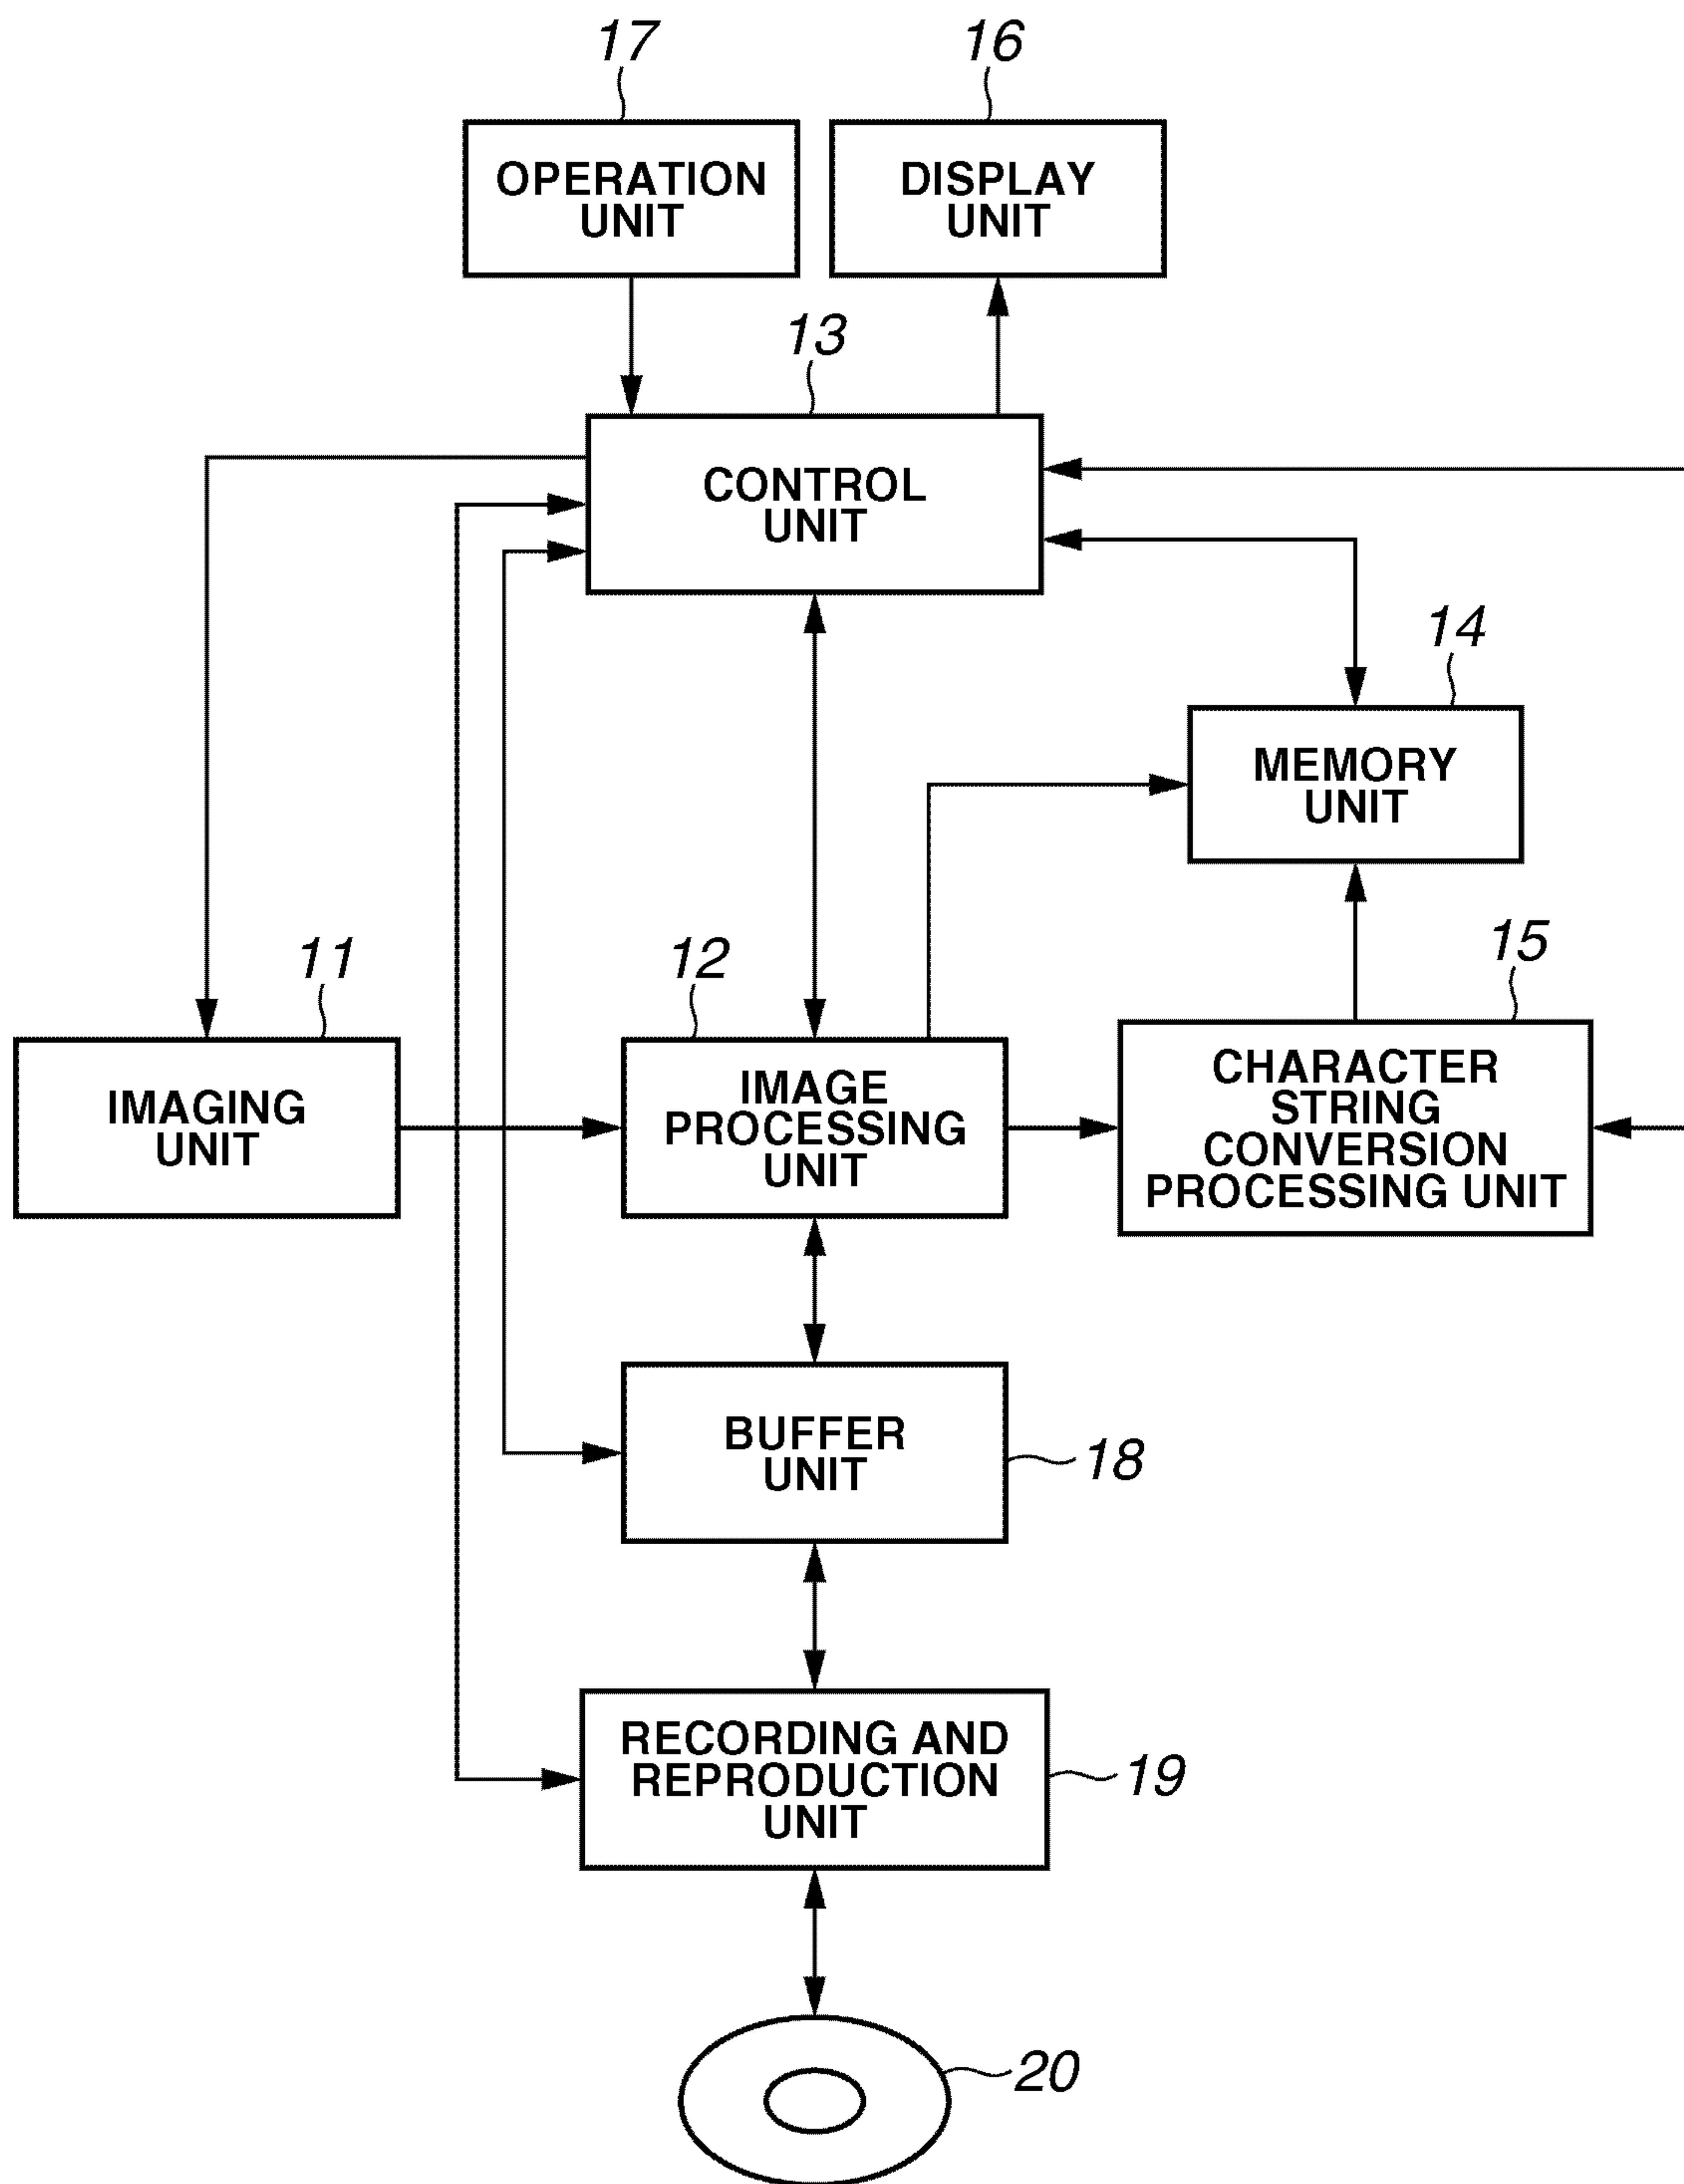 17
16
OPERATION
UNIT
DISPLAY
UNIT
13
CONTROL
UNIT
14
MEMORY
UNIT
11
12
15
IMAGING
UNIT
IMAGE
PROCESSING
UNIT
CHARACTER
STRING
CONVERSION
PROCESSING UNIT
BUFFER
UNIT
18
RECORDING AND
REPRODUCTION
UNIT
19
20